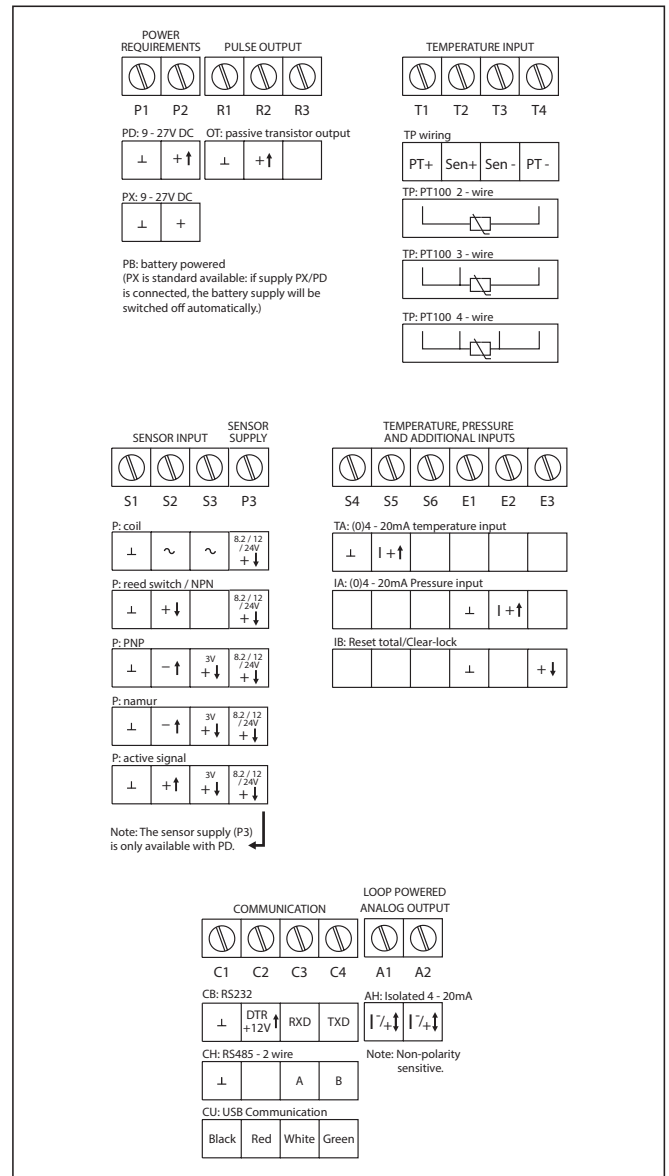 POWER
REQUIREMENTS
PULSE OUTPUT
P1 P2 R1 R2 R3
PD: 9 - 27V DC
OT: passive transistor output
⊥ + ⊥ +
PX: 9 - 27V DC
⊥ +
PB: battery powered
(PX is standard available: if supply PX/PD
is connected, the battery supply will be
switched off automatically.)
TEMPERATURE INPUT
T1 T2 T3 T4
TP wiring
PT+ Sen+ Sen - PT -
TP: PT100 2 - wire
TP: PT100 3 - wire
TP: PT100 4 - wire
SENSOR INPUT
SENSOR
SUPPLY
S1 S2 S3 P3
P: coil
⊥ ~ ~ 8.2 / 12
/ 24V
+
P: reed switch / NPN
⊥ + 8.2 / 12
/ 24V
+
P: PNP
⊥ − 3V + 8.2 / 12
/ 24V
+
P: namur
⊥ − 3V + 8.2 / 12
/ 24V
+
P: active signal
⊥ + 3V + 8.2 / 12
/ 24V
+
Note: The sensor supply (P3)
is only available with PD.
TEMPERATURE, PRESSURE
AND ADDITIONAL INPUTS
S4 S5 S6 E1 E2 E3
TA: (0)4 - 20mA temperature input
⊥ I +
IA: (0)4 - 20mA Pressure input
⊥ I +
IB: Reset total/Clear-lock
⊥ +
COMMUNICATION
C1 C2 C3 C4
CB: RS232
⊥ DTR
+12V RXD TXD
CH: RS485 - 2 wire
⊥ A B
CU: USB Communication
Black Red White Green
LOOP POWERED
ANALOG OUTPUT
A1 A2
AH: Isolated 4 - 20mA
I -/+ I -/+
Note: Non-polarity
sensitive.